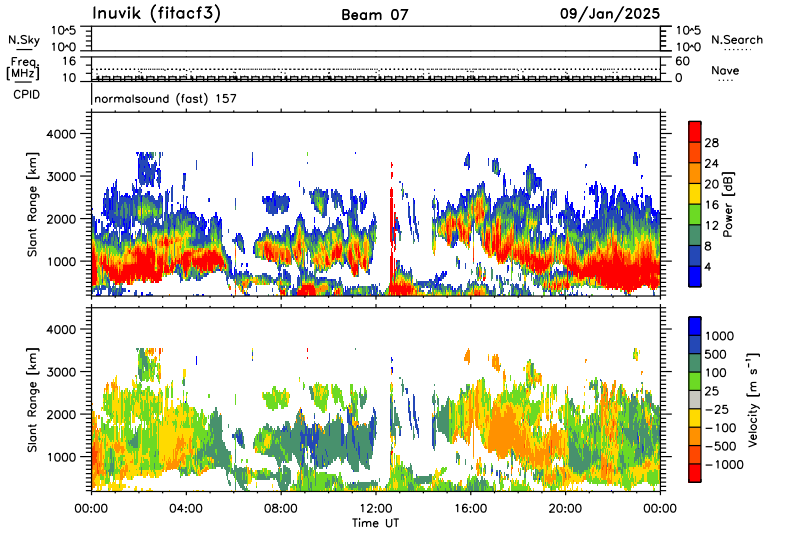 Inuvik (fitacf3) Beam 07 09/Jan/2025
N.Sky 10^5 10^0 10^5 10^0 N.Search
Freq. [MHz] 16 10 60 0 Nave
CPID normalsound (fast) 157
Slant Range [km] 4000 3000 2000 1000
28 24 20 16 12 8 4 Power [dB]
Slant Range [km] 4000 3000 2000 1000
1000 500 100 25 −25 −100 −500 −1000 Velocity [m s⁻¹]
00:00 04:00 08:00 12:00 16:00 20:00 00:00
Time UT